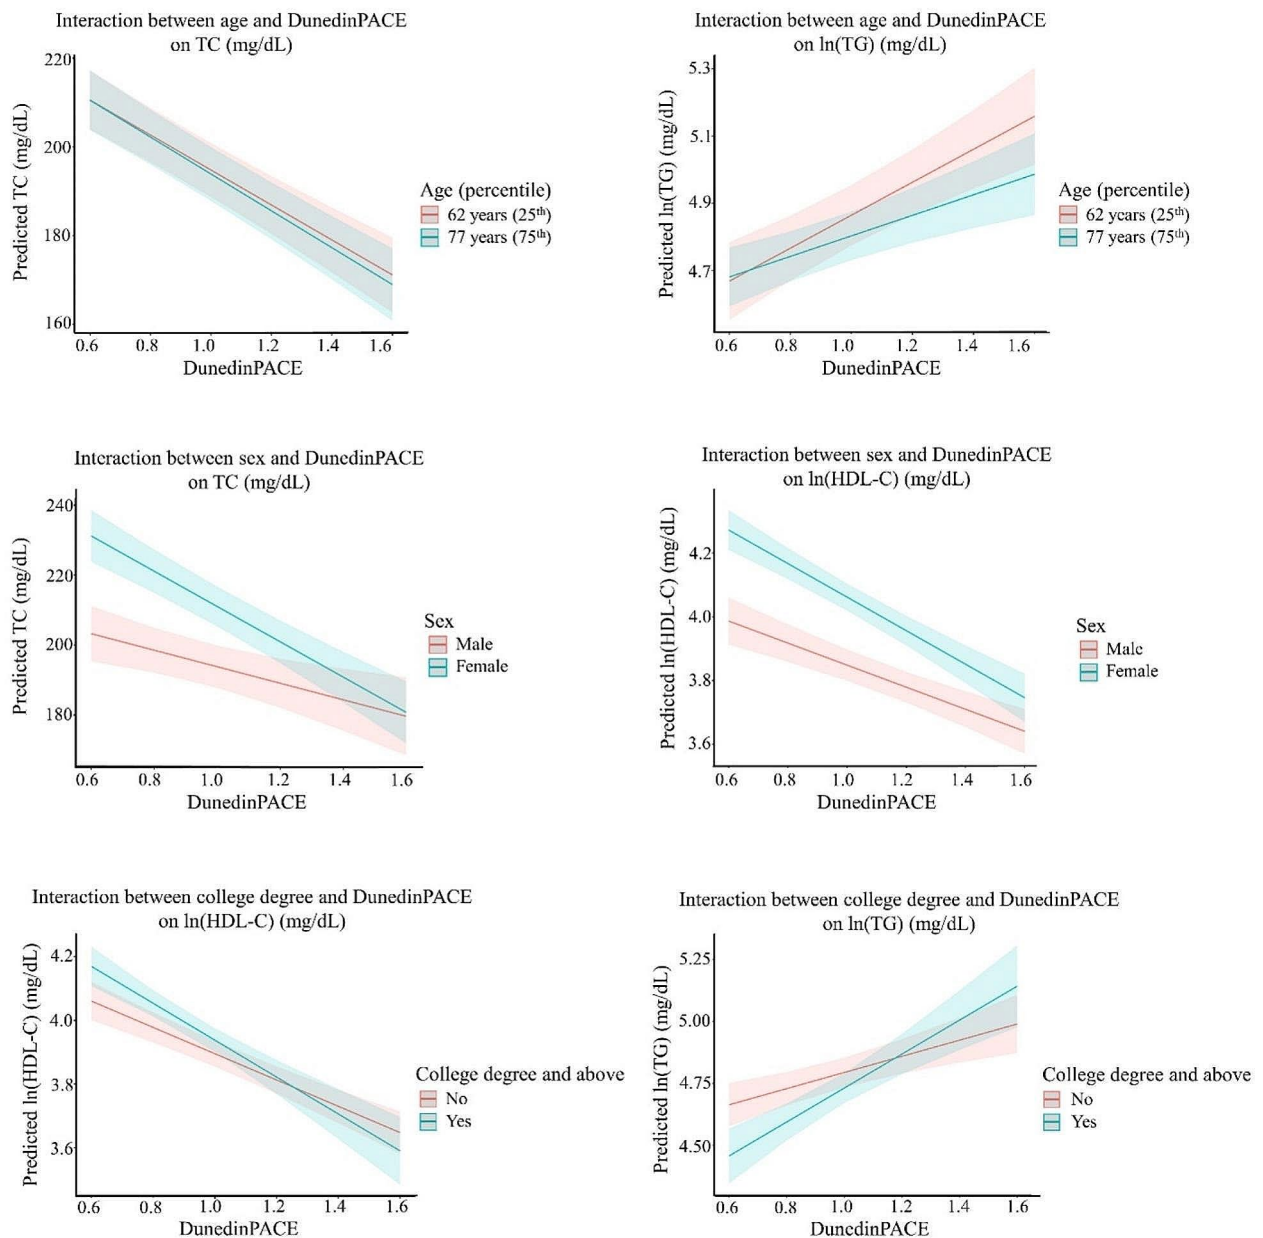 Interaction between age and DunedinPACE
on TC (mg/dL)
Predicted TC (mg/dL)
220
200
180
160
0.6 0.8 1.0 1.2 1.4 1.6
DunedinPACE
Age (percentile)
62 years (25th)
77 years (75th)
Interaction between age and DunedinPACE
on ln(TG) (mg/dL)
Predicted ln(TG) (mg/dL)
5.3
5.1
4.9
4.7
0.6 0.8 1.0 1.2 1.4 1.6
DunedinPACE
Age (percentile)
62 years (25th)
77 years (75th)
Interaction between sex and DunedinPACE
on TC (mg/dL)
Predicted TC (mg/dL)
240
220
200
180
0.6 0.8 1.0 1.2 1.4 1.6
DunedinPACE
Sex
Male
Female
Interaction between sex and DunedinPACE
on ln(HDL-C) (mg/dL)
Predicted ln(HDL-C) (mg/dL)
4.2
4.0
3.8
3.6
0.6 0.8 1.0 1.2 1.4 1.6
DunedinPACE
Sex
Male
Female
Interaction between college degree and DunedinPACE
on ln(HDL-C) (mg/dL)
Predicted ln(HDL-C) (mg/dL)
4.2
4.0
3.8
3.6
0.6 0.8 1.0 1.2 1.4 1.6
DunedinPACE
College degree and above
No
Yes
Interaction between college degree and DunedinPACE
on ln(TG) (mg/dL)
Predicted ln(TG) (mg/dL)
5.25
5.00
4.75
4.50
0.6 0.8 1.0 1.2 1.4 1.6
DunedinPACE
College degree and above
No
Yes